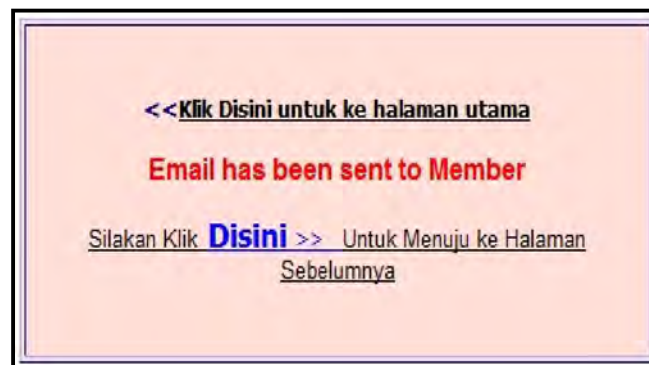 <<Klik Disini untuk ke halaman utama
Email has been sent to Member
Silakan Klik Disini >> Untuk Menuju ke Halaman
Sebelumnya